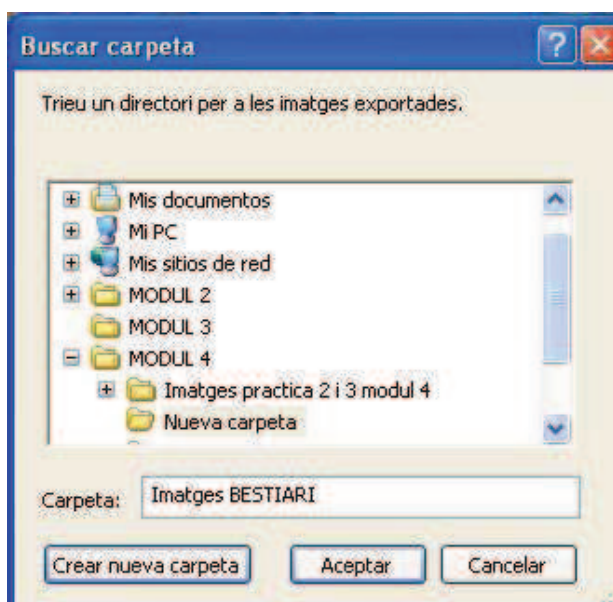 Buscar carpeta
Trieu un directori per a les imatges exportades.
Mis documentos
Mi PC
Mis sitios de red
MODUL 2
MODUL 3
MODUL 4
Imatges practica 2 i 3 modul 4
Nueva carpeta
Carpeta: Imatges BESTIARI
Crear nueva carpeta Aceptar Cancelar